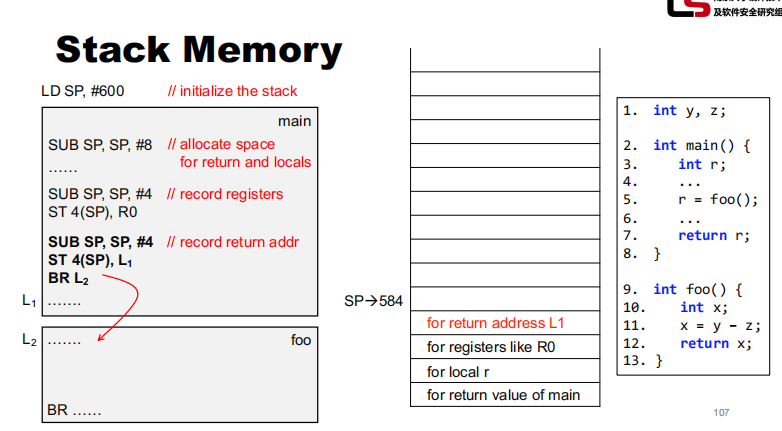 及软件安全研究组
Stack Memory
LD SP, #600 // initialize the stack
main
SUB SP, SP, #8 // allocate space
for return and locals
......
SUB SP, SP, #4 // record registers
ST 4(SP), R0
SUB SP, SP, #4 // record return addr
ST 4(SP), L1
BR L2
L1 .......
L2 ....... foo
BR ......
SP→584
for return address L1
for registers like R0
for local r
for return value of main
1. int y, z;
2. int main() {
3. int r;
4. ...
5. r = foo();
6. ...
7. return r;
8. }
9. int foo() {
10. int x;
11. x = y – z;
12. return x;
13. }
107